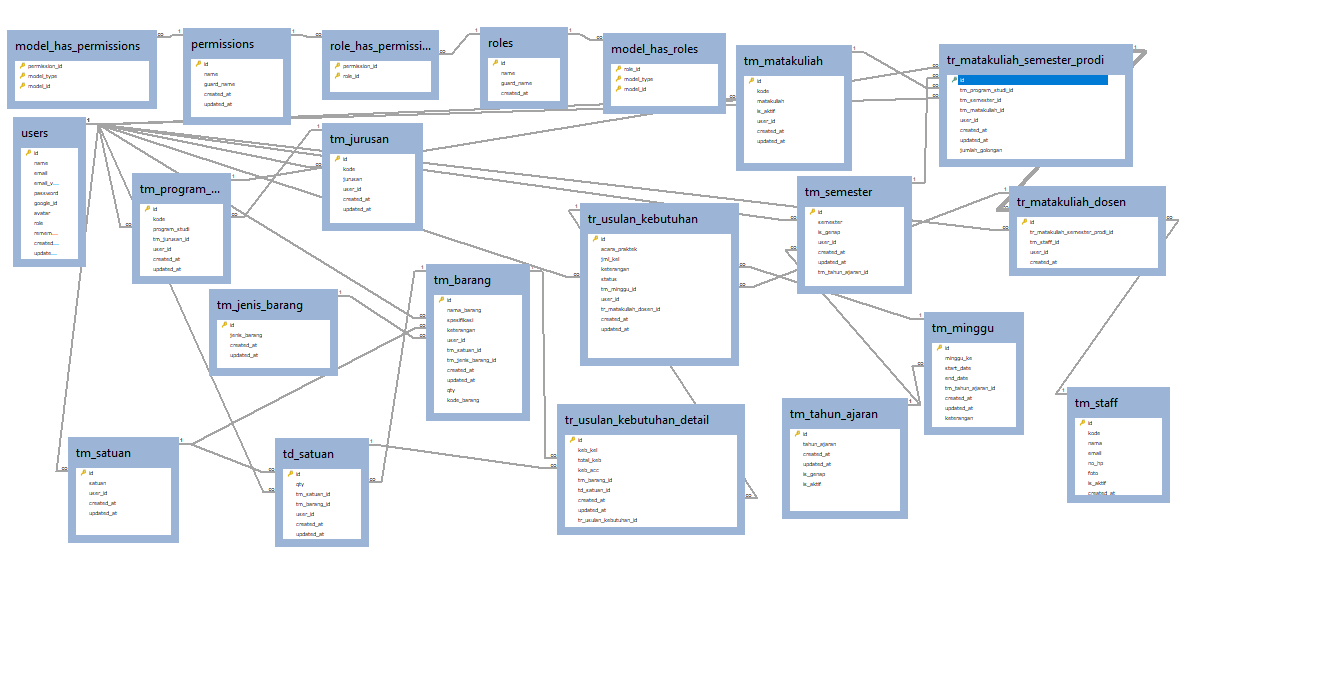 model_has_permissions
permission_id
model_type
model_id
permissions
id
name
guard_name
created_at
updated_at
role_has_permissi...
permission_id
role_id
roles
id
name
guard_name
created_at
model_has_roles
role_id
model_type
model_id
tm_matakuliah
id
kode
matakuliah
is_aktif
user_id
created_at
updated_at
tr_matakuliah_semester_prodi
id
tm_program_studi_id
tm_semester_id
tm_matakuliah_id
user_id
created_at
updated_at
jumlah_golongan
users
id
name
email
email_v...
password
google_id
avatar
role
remem...
created...
update...
tm_program_...
id
kode
program_studi
tm_jurusan_id
user_id
created_at
updated_at
tm_jurusan
id
kode
jurusan
user_id
created_at
updated_at
tr_usulan_kebutuhan
id
acara_praktek
jml_kel
keterangan
status
tm_minggu_id
user_id
tr_matakuliah_dosen_id
created_at
updated_at
tm_semester
id
semester
is_genap
user_id
created_at
updated_at
tm_tahun_ajaran_id
tr_matakuliah_dosen
id
tr_matakuliah_semester_prodi_id
tm_staff_id
user_id
created_at
tm_jenis_barang
id
jenis_barang
created_at
updated_at
tm_barang
id
nama_barang
spesifikasi
keterangan
user_id
tm_satuan_id
tm_jenis_barang_id
created_at
updated_at
qty
kode_barang
tm_minggu
id
minggu_ke
start_date
end_date
tm_tahun_ajaran_id
created_at
updated_at
keterangan
tm_satuan
id
satuan
user_id
created_at
updated_at
td_satuan
id
qty
tm_satuan_id
tm_barang_id
user_id
created_at
updated_at
tr_usulan_kebutuhan_detail
id
keb_kel
total_keb
keb_acc
tm_barang_id
td_satuan_id
created_at
updated_at
tr_usulan_kebutuhan_id
tm_tahun_ajaran
id
tahun_ajaran
created_at
updated_at
is_genap
is_aktif
tm_staff
id
kode
nama
email
no_hp
foto
is_aktif
created_at